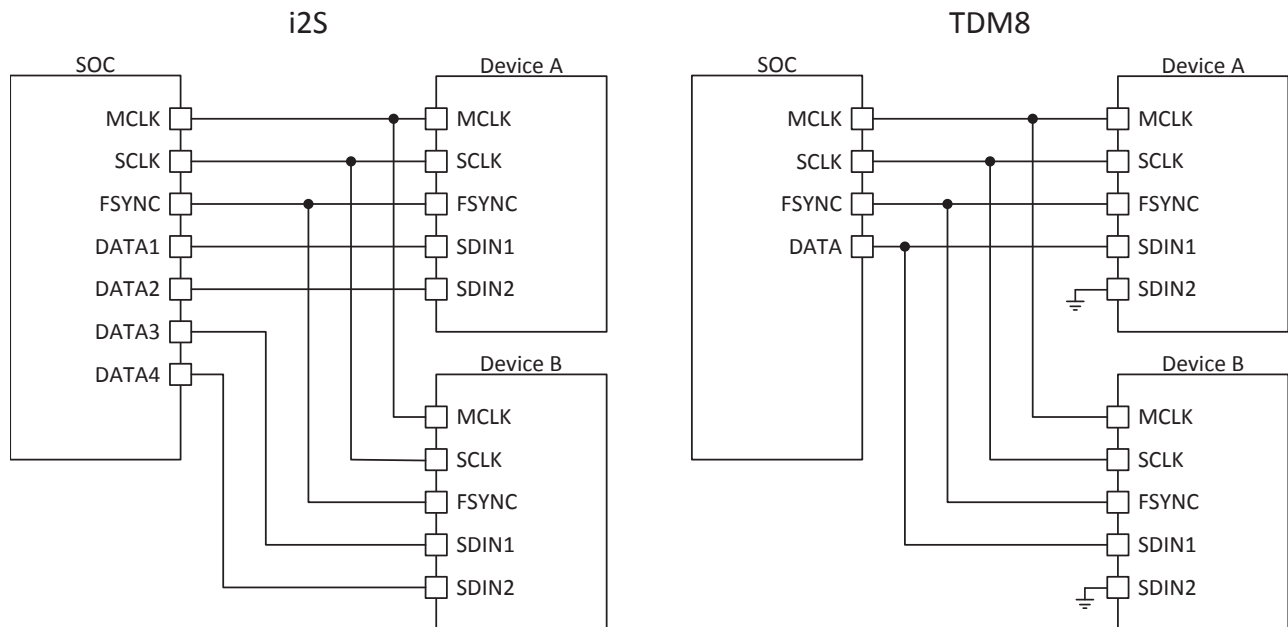 i2S
SOC
MCLK
SCLK
FSYNC
DATA1
DATA2
DATA3
DATA4
Device A
MCLK
SCLK
FSYNC
SDIN1
SDIN2
Device B
MCLK
SCLK
FSYNC
SDIN1
SDIN2
TDM8
SOC
MCLK
SCLK
FSYNC
DATA
Device A
MCLK
SCLK
FSYNC
SDIN1
SDIN2
Device B
MCLK
SCLK
FSYNC
SDIN1
SDIN2